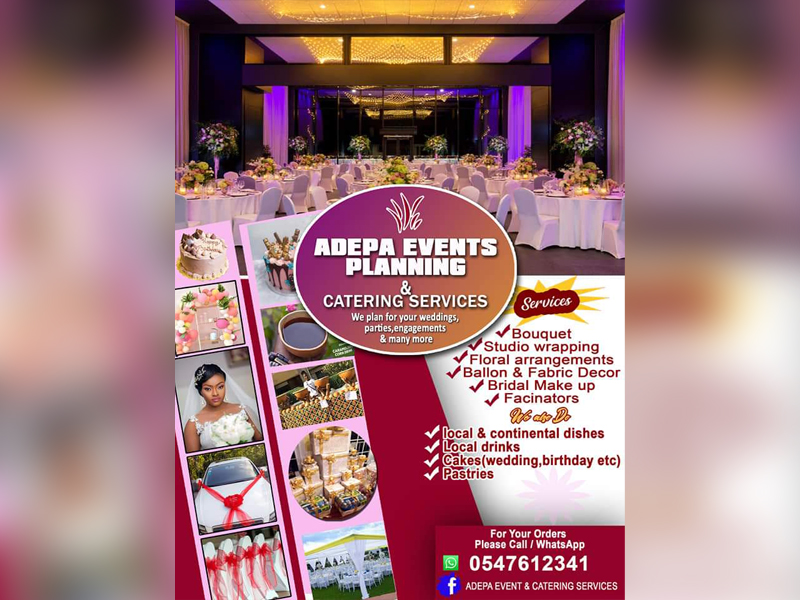 ADEPA EVENTS
PLANNING
&
CATERING SERVICES
We plan for your weddings,
parties,engagements
& many more
Services
Bouquet
Studio wrapping
Floral arrangements
Ballon & Fabric Decor
Bridal Make up
Facinators
We also Do
local & continental dishes
Local drinks
Cakes(wedding,birthday etc)
Pastries
For Your Orders
Please Call / WhatsApp
0547612341
ADEPA EVENT & CATERING SERVICES